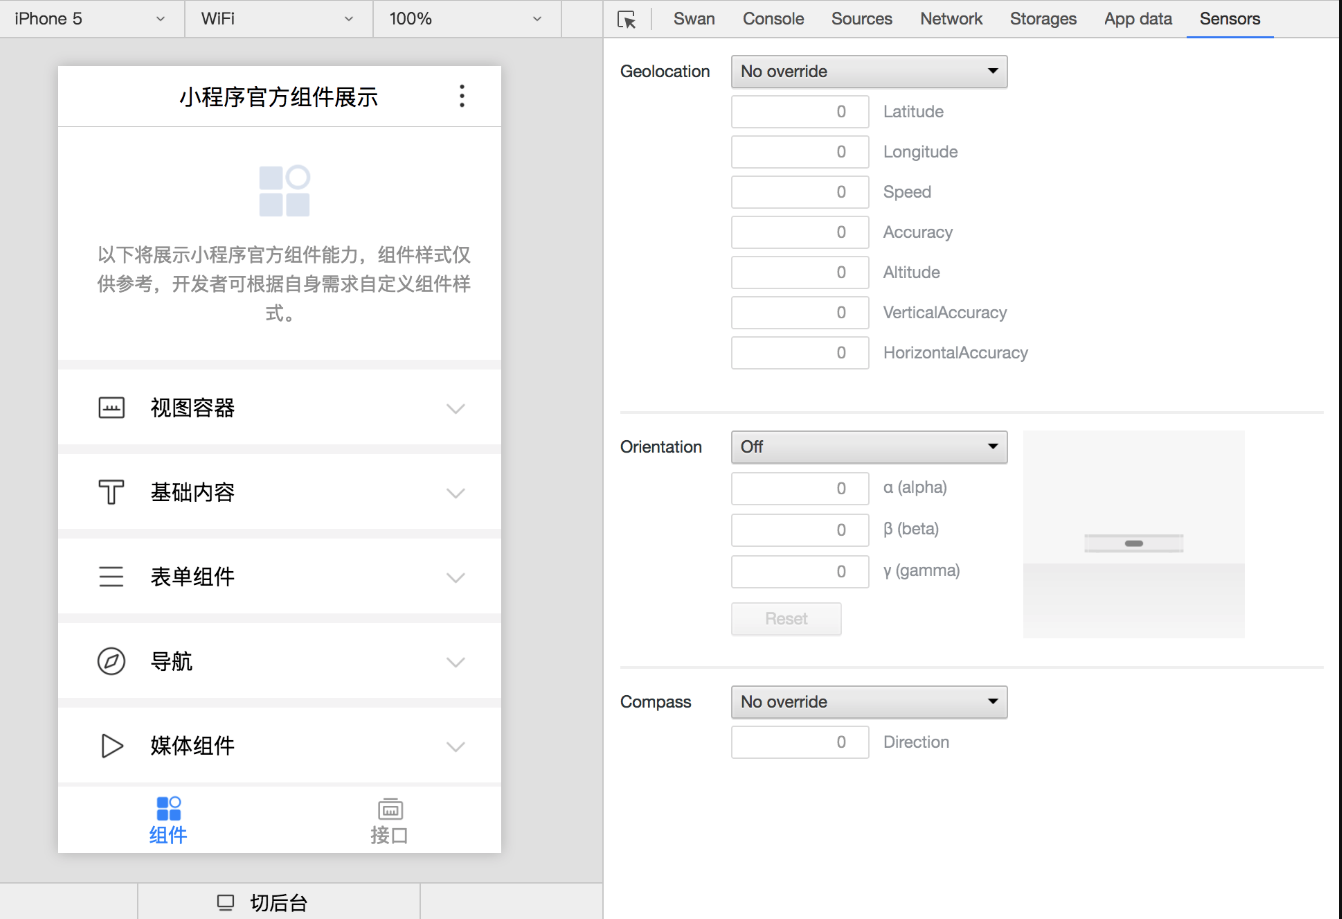 iPhone 5
WiFi
100%
Swan
Console
Sources
Network
Storages
App data
Sensors
小程序官方组件展示
以下将展示小程序官方组件能力，组件样式仅
供参考，开发者可根据自身需求自定义组件样
式。
视图容器
基础内容
表单组件
导航
媒体组件
组件
接口
切后台
Geolocation
No override
0 Latitude
0 Longitude
0 Speed
0 Accuracy
0 Altitude
0 VerticalAccuracy
0 HorizontalAccuracy
Orientation
Off
0 α (alpha)
0 β (beta)
0 γ (gamma)
Reset
Compass
No override
0 Direction